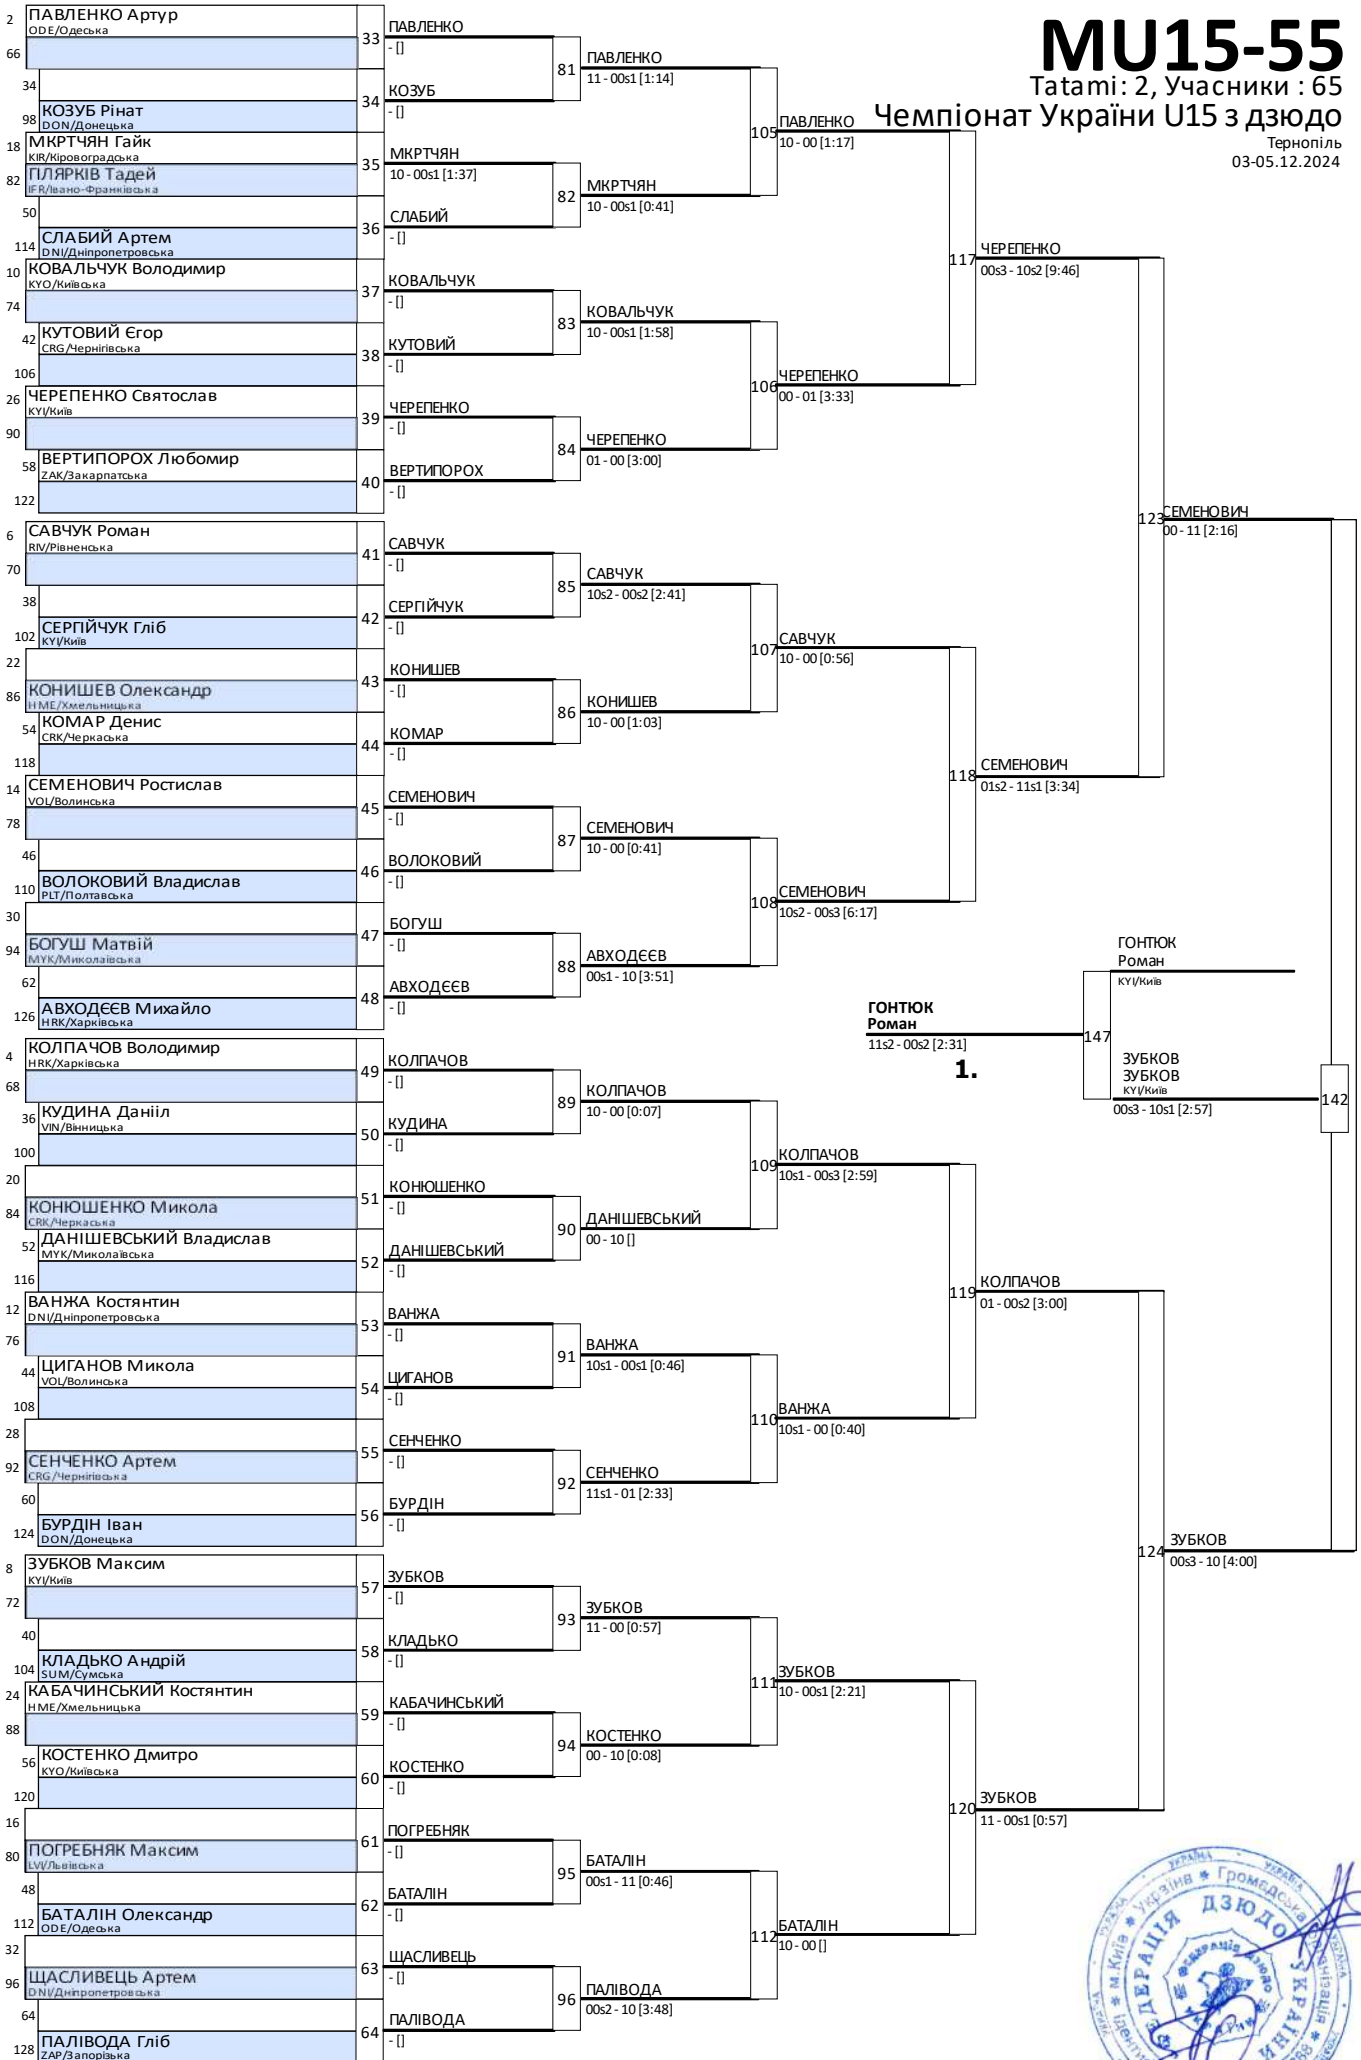 MU15-55
Tatami: 2, Учасники : 65
Чемпіонат України U15 з дзюдо
Тернопіль
03-05.12.2024
2 ПАВЛЕНКО Артур
ODE/Одеська
66
34
98 КОЗУБ Рінат
DON/Донецька
18 МКРТЧЯН Гайк
KIR/Кіровоградська
82 ГІЛЯРКІВ Тадей
IFR/Івано-Франківська
50
114 СЛАБИЙ Артем
DNI/Дніпропетровська
10 КОВАЛЬЧУК Володимир
KYO/Київська
74
42 КУТОВИЙ Єгор
CRG/Чернігівська
106
26 ЧЕРЕПЕНКО Святослав
KYI/Київ
90
58 ВЕРТИПОРОХ Любомир
ZAK/Закарпатська
122
6 САВЧУК Роман
RIV/Рівненська
70
38
102 СЕРГІЙЧУК Гліб
KYI/Київ
22
86 КОНИШЕВ Олександр
HME/Хмельницька
54 КОМАР Денис
CRK/Черкаська
118
14 СЕМЕНОВИЧ Ростислав
VOL/Волинська
78
46
110 ВОЛОКОВИЙ Владислав
PLT/Полтавська
30
94 БОГУШ Матвій
MYK/Миколаївська
62
126 АВХОДЄЄВ Михайло
HRK/Харківська
4 КОЛПАЧОВ Володимир
HRK/Харківська
68
36 КУДИНА Данііл
VIN/Вінницька
100
20
84 КОНЮШЕНКО Микола
CRK/Черкаська
52 ДАНІШЕВСЬКИЙ Владислав
MYK/Миколаївська
116
12 ВАНЖА Костянтин
DNI/Дніпропетровська
76
44 ЦИГАНОВ Микола
VOL/Волинська
108
28
92 СЕНЧЕНКО Артем
CRG/Чернігівська
60
124 БУРДІН Іван
DON/Донецька
8 ЗУБКОВ Максим
KYI/Київ
72
40
104 КЛАДЬКО Андрій
SUM/Сумська
24 КАБАЧИНСЬКИЙ Костянтин
HME/Хмельницька
88
56 КОСТЕНКО Дмитро
KYO/Київська
120
16
80 ПОГРЕБНЯК Максим
LVI/Львівська
48
112 БАТАЛІН Олександр
ODE/Одеська
32
96 ЩАСЛИВЕЦЬ Артем
DNI/Дніпропетровська
64
128 ПАЛІВОДА Гліб
ZAP/Запорізька
33 ПАВЛЕНКО
- []
34 КОЗУБ
- []
35 МКРТЧЯН
10 - 00s1 [1:37]
36 СЛАБИЙ
- []
37 КОВАЛЬЧУК
- []
38 КУТОВИЙ
- []
39 ЧЕРЕПЕНКО
- []
40 ВЕРТИПОРОХ
- []
41 САВЧУК
- []
42 СЕРГІЙЧУК
- []
43 КОНИШЕВ
- []
44 КОМАР
- []
45 СЕМЕНОВИЧ
- []
46 ВОЛОКОВИЙ
- []
47 БОГУШ
- []
48 АВХОДЄЄВ
- []
49 КОЛПАЧОВ
- []
50 КУДИНА
- []
51 КОНЮШЕНКО
- []
52 ДАНІШЕВСЬКИЙ
- []
53 ВАНЖА
- []
54 ЦИГАНОВ
- []
55 СЕНЧЕНКО
- []
56 БУРДІН
- []
57 ЗУБКОВ
- []
58 КЛАДЬКО
- []
59 КАБАЧИНСЬКИЙ
- []
60 КОСТЕНКО
- []
61 ПОГРЕБНЯК
- []
62 БАТАЛІН
- []
63 ЩАСЛИВЕЦЬ
- []
64 ПАЛІВОДА
- []
81 ПАВЛЕНКО
11 - 00s1 [1:14]
82 МКРТЧЯН
10 - 00s1 [0:41]
83 КОВАЛЬЧУК
10 - 00s1 [1:58]
84 ЧЕРЕПЕНКО
01 - 00 [3:00]
85 САВЧУК
10s2 - 00s2 [2:41]
86 КОНИШЕВ
10 - 00 [1:03]
87 СЕМЕНОВИЧ
10 - 00 [0:41]
88 АВХОДЄЄВ
00s1 - 10 [3:51]
89 КОЛПАЧОВ
10 - 00 [0:07]
90 ДАНІШЕВСЬКИЙ
00 - 10 []
91 ВАНЖА
10s1 - 00s1 [0:46]
92 СЕНЧЕНКО
11s1 - 01 [2:33]
93 ЗУБКОВ
11 - 00 [0:57]
94 КОСТЕНКО
00 - 10 [0:08]
95 БАТАЛІН
00s1 - 11 [0:46]
96 ПАЛІВОДА
00s2 - 10 [3:48]
105 ПАВЛЕНКО
10 - 00 [1:17]
106 ЧЕРЕПЕНКО
00 - 01 [3:33]
107 САВЧУК
10 - 00 [0:56]
108 СЕМЕНОВИЧ
10s2 - 00s3 [6:17]
109 КОЛПАЧОВ
10s1 - 00s3 [2:59]
110 ВАНЖА
10s1 - 00 [0:40]
111 ЗУБКОВ
10 - 00s1 [2:21]
112 БАТАЛІН
10 - 00 []
117 ЧЕРЕПЕНКО
00s3 - 10s2 [9:46]
118 СЕМЕНОВИЧ
01s2 - 11s1 [3:34]
119 КОЛПАЧОВ
01 - 00s2 [3:00]
120 ЗУБКОВ
11 - 00s1 [0:57]
123 СЕМЕНОВИЧ
00 - 11 [2:16]
124 ЗУБКОВ
00s3 - 10 [4:00]
142
ГОНТЮК
Роман
KYI/Київ
147
ЗУБКОВ
ЗУБКОВ
KYI/Київ
00s3 - 10s1 [2:57]
ГОНТЮК
Роман
11s2 - 00s2 [2:31]
1.
м. Київ * Україна * Громадська організація
ФЕДЕРАЦІЯ ДЗЮДО УКРАЇНИ